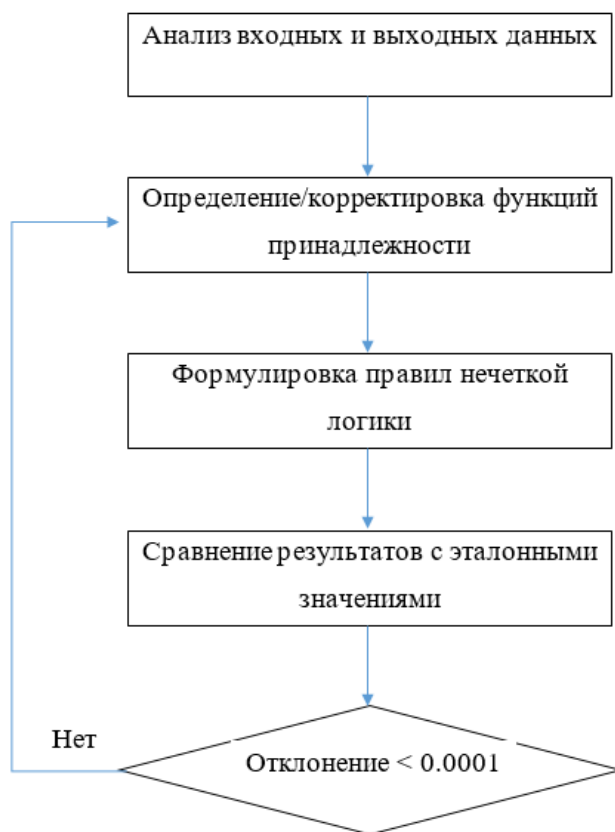 Анализ входных и выходных данных
Определение/корректировка функций
принадлежности
Формулировка правил нечеткой
логики
Сравнение результатов с эталонными
значениями
Нет
Отклонение < 0.0001